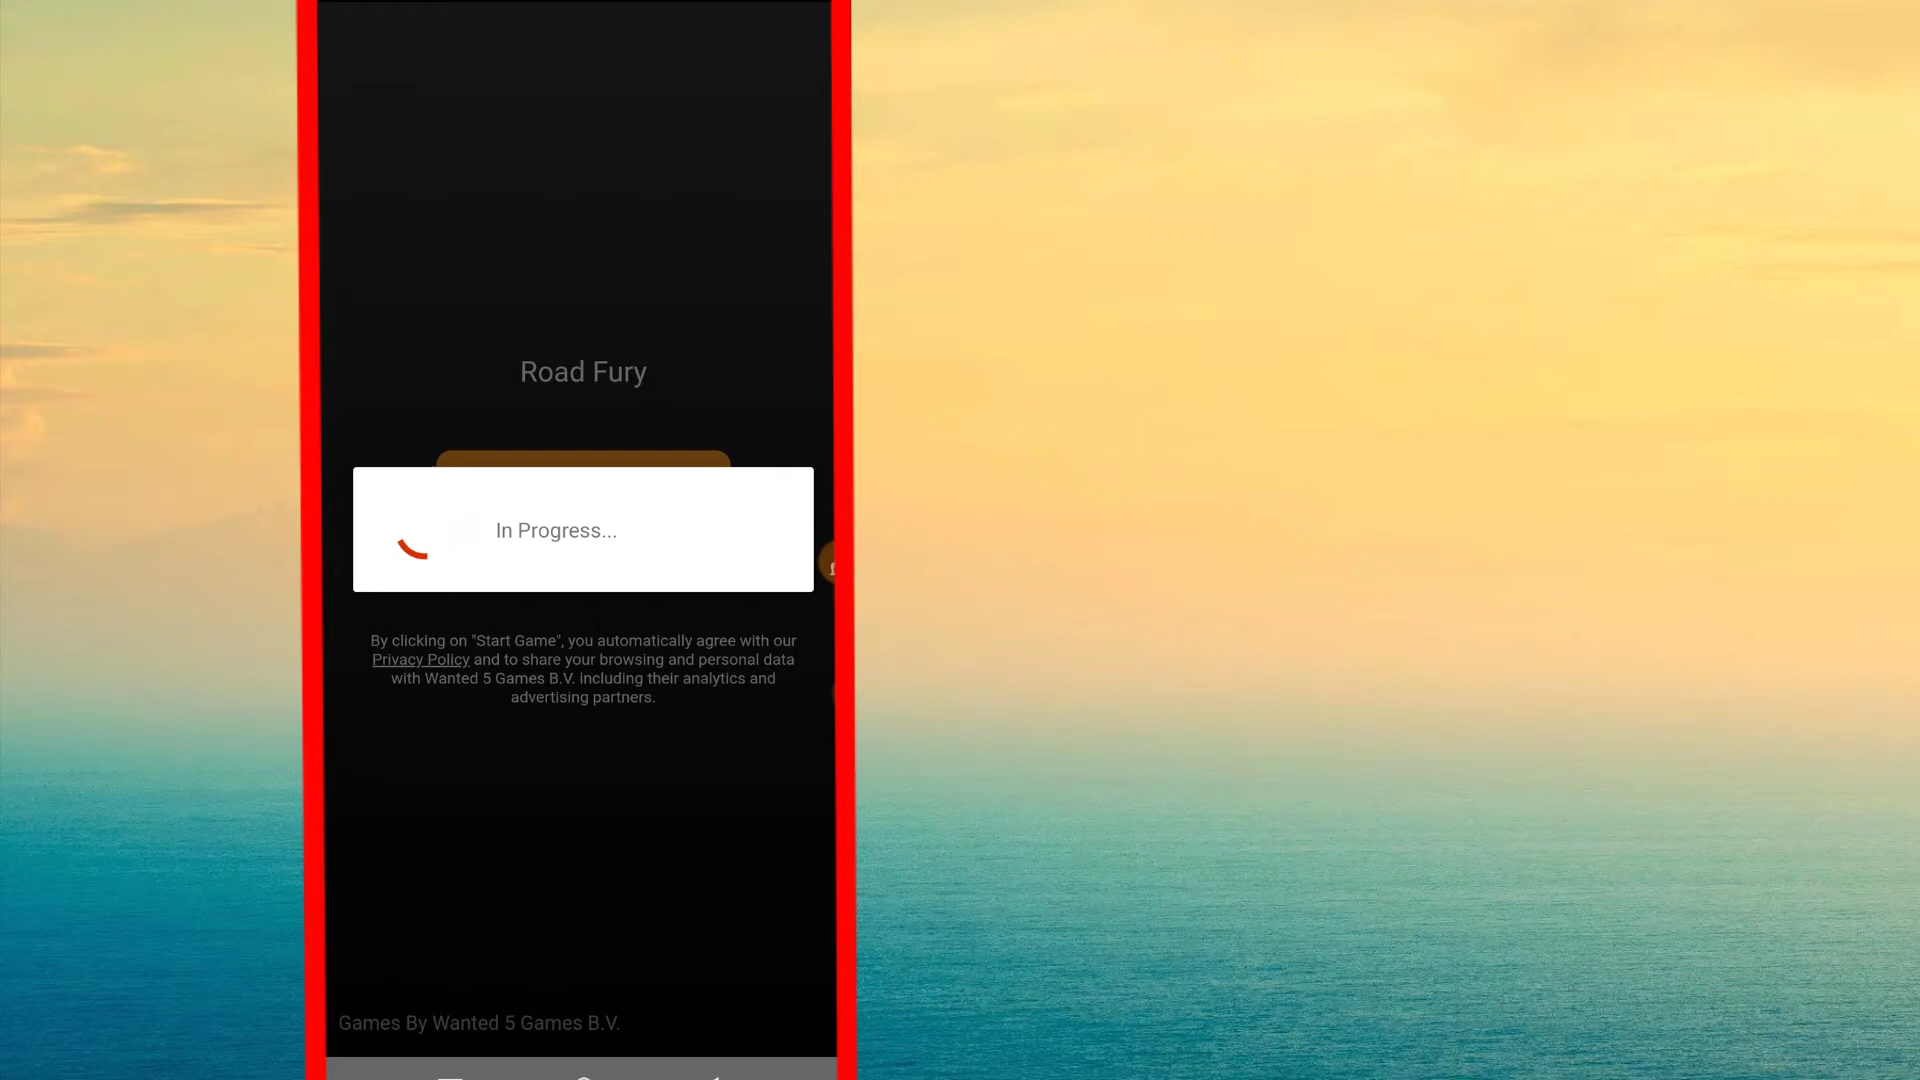 Road Fury
In Progress...
By clicking on "Start Game", you automatically agree with our
Privacy Policy and to share your browsing and personal data
with Wanted 5 Games B.V. including their analytics and
advertising partners.
Games By Wanted 5 Games B.V.